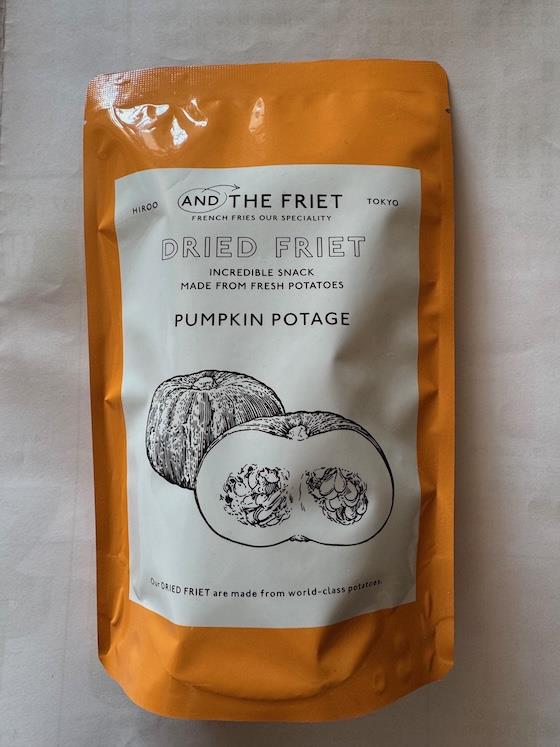 HIROO
AND THE FRIET
TOKYO
FRENCH FRIES OUR SPECIALITY
DRIED FRIET
INCREDIBLE SNACK
MADE FROM FRESH POTATOES
PUMPKIN POTAGE
Our DRIED FRIET are made from world-class potatoes.